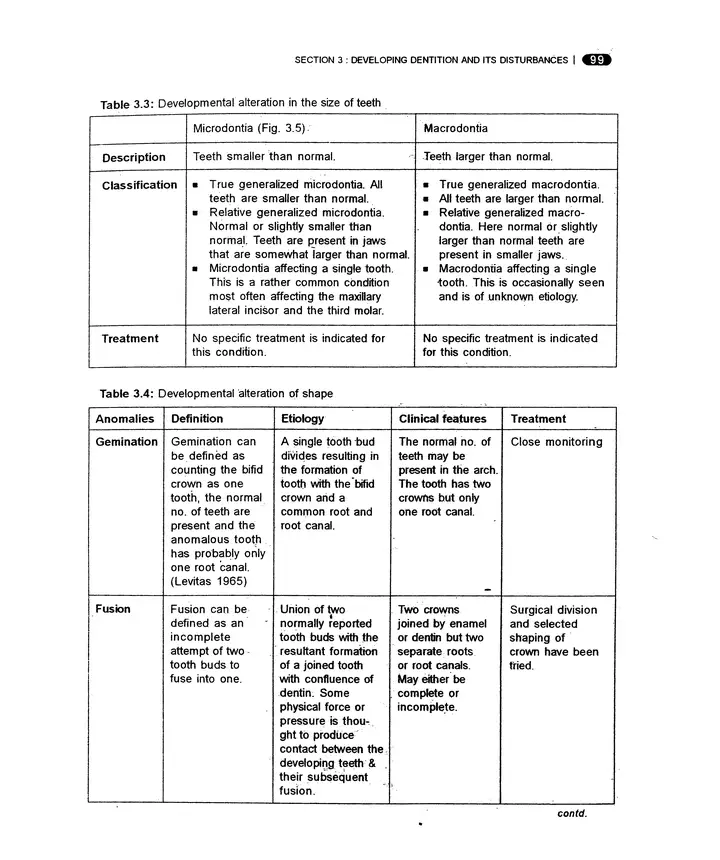 SECTION 3 : DEVELOPING DENTITION AND ITS DISTURBANCES | 99
Table 3.3: Developmental alteration in the size of teeth
Microdontia (Fig. 3.5)
Macrodontia
Description
Teeth smaller than normal.
Teeth larger than normal.
Classification
■ True generalized microdontia. All
teeth are smaller than normal.
■ Relative generalized microdontia.
Normal or slightly smaller than
normal. Teeth are present in jaws
that are somewhat larger than normal.
■ Microdontia affecting a single tooth.
This is a rather common condition
most often affecting the maxillary
lateral incisor and the third molar.
■ True generalized macrodontia.
■ All teeth are larger than normal.
■ Relative generalized macro-
dontia. Here normal or slightly
larger than normal teeth are
present in smaller jaws.
■ Macrodontia affecting a single
tooth. This is occasionally seen
and is of unknown etiology.
Treatment
No specific treatment is indicated for
this condition.
No specific treatment is indicated
for this condition.
Table 3.4: Developmental alteration of shape
Anomalies
Definition
Etiology
Clinical features
Treatment
Gemination
Gemination can
be defined as
counting the bifid
crown as one
tooth, the normal
no. of teeth are
present and the
anomalous tooth
has probably only
one root canal.
(Levitas 1965)
A single tooth bud
divides resulting in
the formation of
tooth with the bifid
crown and a
common root and
root canal.
The normal no. of
teeth may be
present in the arch.
The tooth has two
crowns but only
one root canal.
Close monitoring
Fusion
Fusion can be
defined as an
incomplete
attempt of two
tooth buds to
fuse into one.
Union of two
normally reported
tooth buds with the
resultant formation
of a joined tooth
with confluence of
dentin. Some
physical force or
pressure is thou-
ght to produce
contact between the
developing teeth &
their subsequent
fusion.
Two crowns
joined by enamel
or dentin but two
separate roots
or root canals.
May either be
complete or
incomplete.
Surgical division
and selected
shaping of
crown have been
tried.
contd.